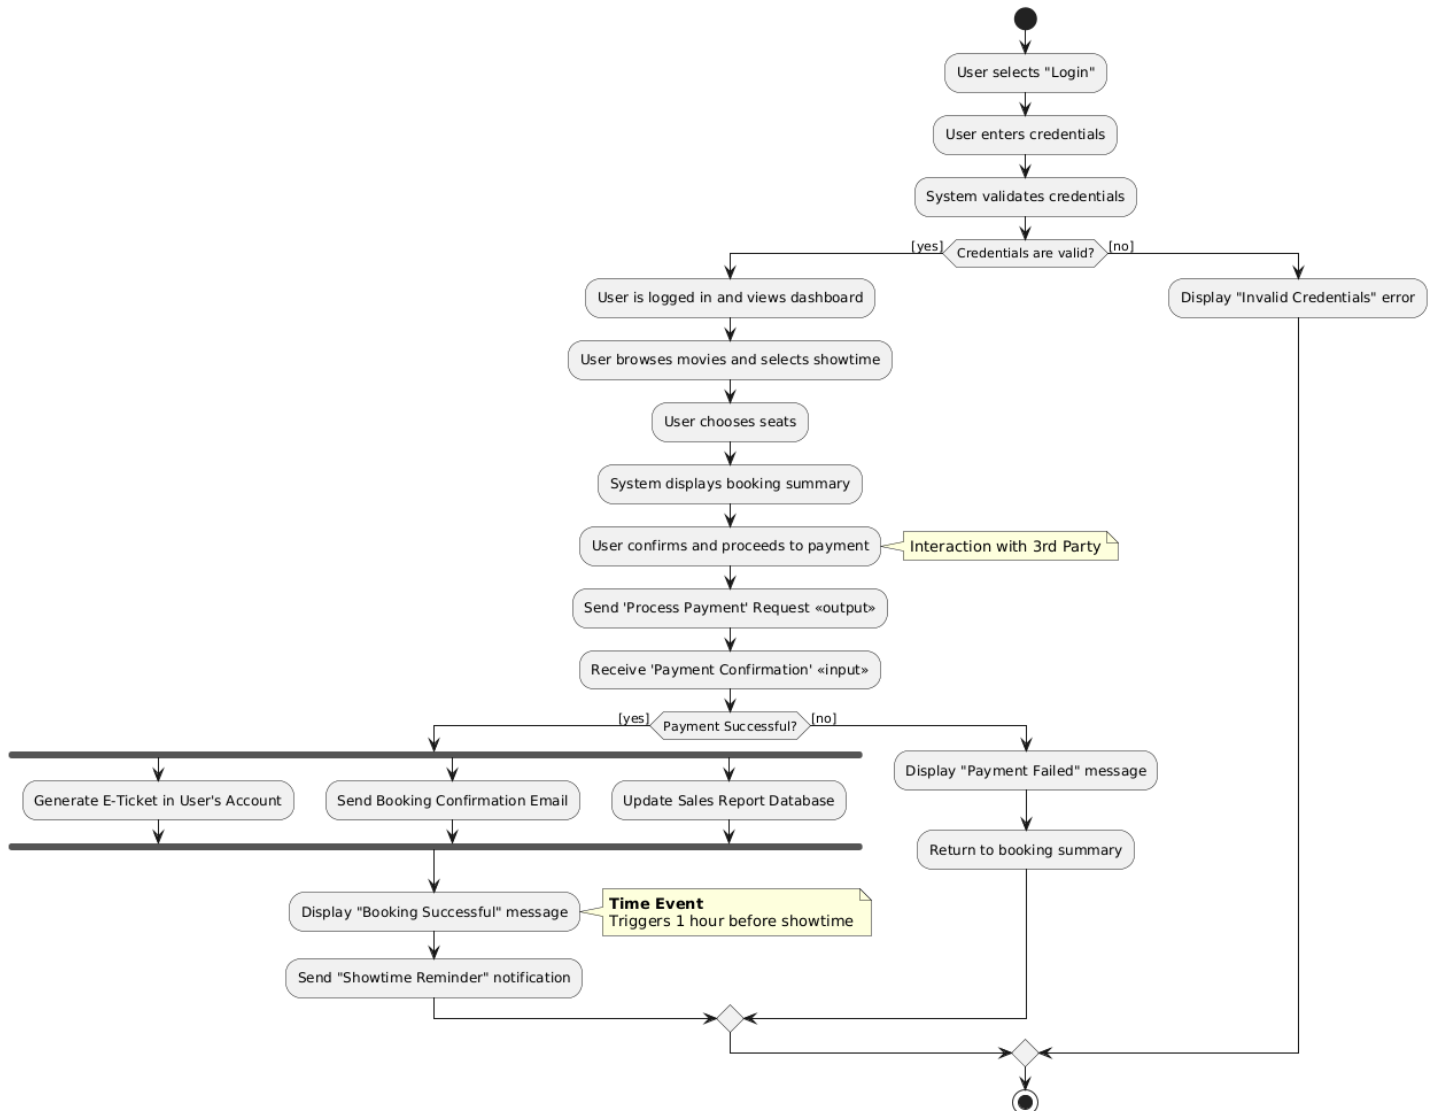 User selects "Login"
User enters credentials
System validates credentials
[yes]
Credentials are valid?
[no]
User is logged in and views dashboard
Display "Invalid Credentials" error
User browses movies and selects showtime
User chooses seats
System displays booking summary
User confirms and proceeds to payment
Interaction with 3rd Party
Send 'Process Payment' Request «output»
Receive 'Payment Confirmation' «input»
[yes]
Payment Successful?
[no]
Generate E-Ticket in User's Account
Send Booking Confirmation Email
Update Sales Report Database
Display "Payment Failed" message
Return to booking summary
Display "Booking Successful" message
Time Event
Triggers 1 hour before showtime
Send "Showtime Reminder" notification